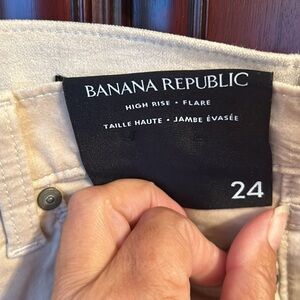 BANANA REPUBLIC
HIGH RISE • FLARE
TAILLE HAUTE • JAMBE ÉVASÉE
24